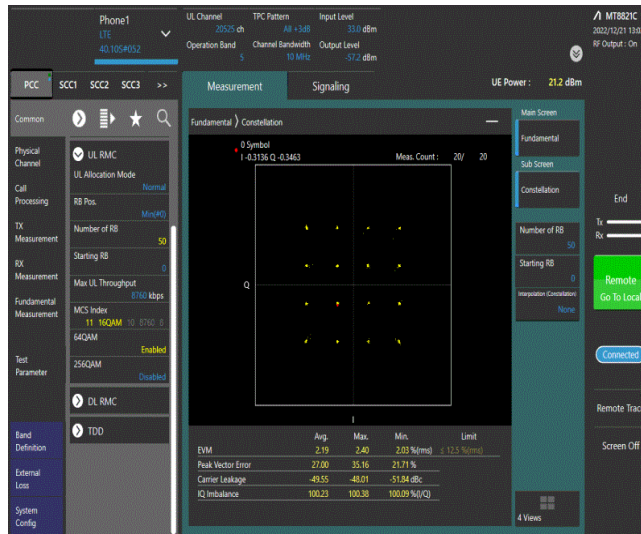 Phone1
LTE
40.10S#052
UL Channel TPC Pattern Input Level
20525 ch All +3dB 33.0 dBm
Operation Band Channel Bandwidth Output Level
5 10 MHz -57.2 dBm
MT8821C
2022/12/21 13:0
RF Output : On
PCC SCC1 SCC2 SCC3 >>
Measurement Signaling
UE Power : 21.2 dBm
Common
Physical
Channel
Call
Processing
TX
Measurement
RX
Measurement
Fundamental
Measurement
Test
Parameter
Band
Definition
External
Loss
System
Config
UL RMC
UL Allocation Mode
Normal
RB Pos.
Min(#0)
Number of RB
50
Starting RB
0
Max UL Throughput
8760 kbps
MCS Index
11 16QAM 10 8760 8
64QAM
Enabled
256QAM
Disabled
DL RMC
TDD
Fundamental 〉 Constellation
0 Symbol
I -0.3136 Q -0.3463 Meas. Count : 20/ 20
Q
I
Avg. Max. Min. Limit
EVM 2.19 2.40 2.03 %(rms) ≤ 12.5 %(rms)
Peak Vector Error 27.00 35.16 21.71 %
Carrier Leakage -49.55 -48.01 -51.84 dBc
IQ Imbalance 100.23 100.38 100.09 %(I/Q)
Main Screen
Fundamental
Sub Screen
Constellation
Number of RB
50
Starting RB
0
Interpolation (Constellation)
None
4 Views
End
Tx
Rx
Remote
Go To Local
Connected
Remote Trac
Screen Off